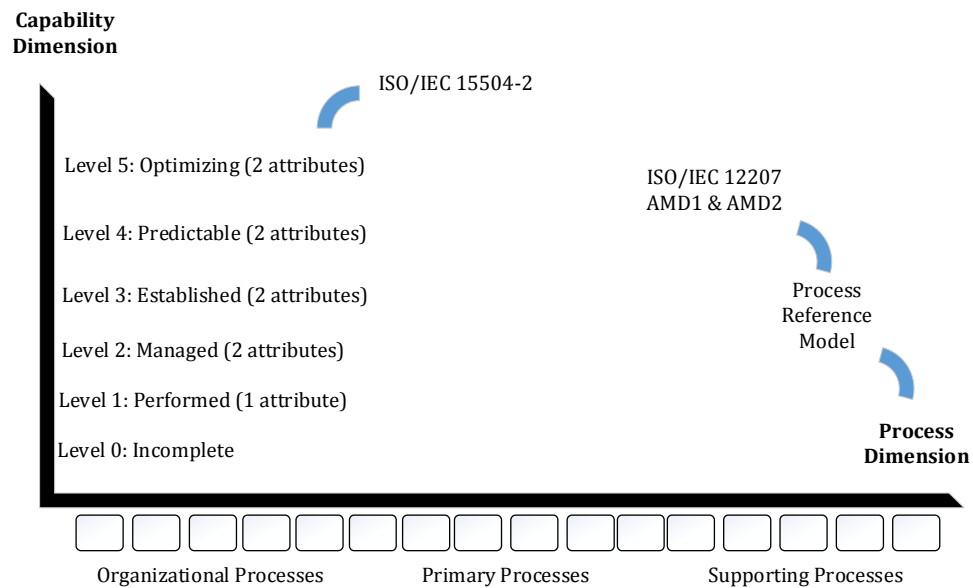 Capability
Dimension
ISO/IEC 15504-2
Level 5: Optimizing (2 attributes)
ISO/IEC 12207
AMD1 & AMD2
Level 4: Predictable (2 attributes)
Level 3: Established (2 attributes)
Process
Reference
Model
Level 2: Managed (2 attributes)
Level 1: Performed (1 attribute)
Level 0: Incomplete
Process
Dimension
Organizational Processes
Primary Processes
Supporting Processes